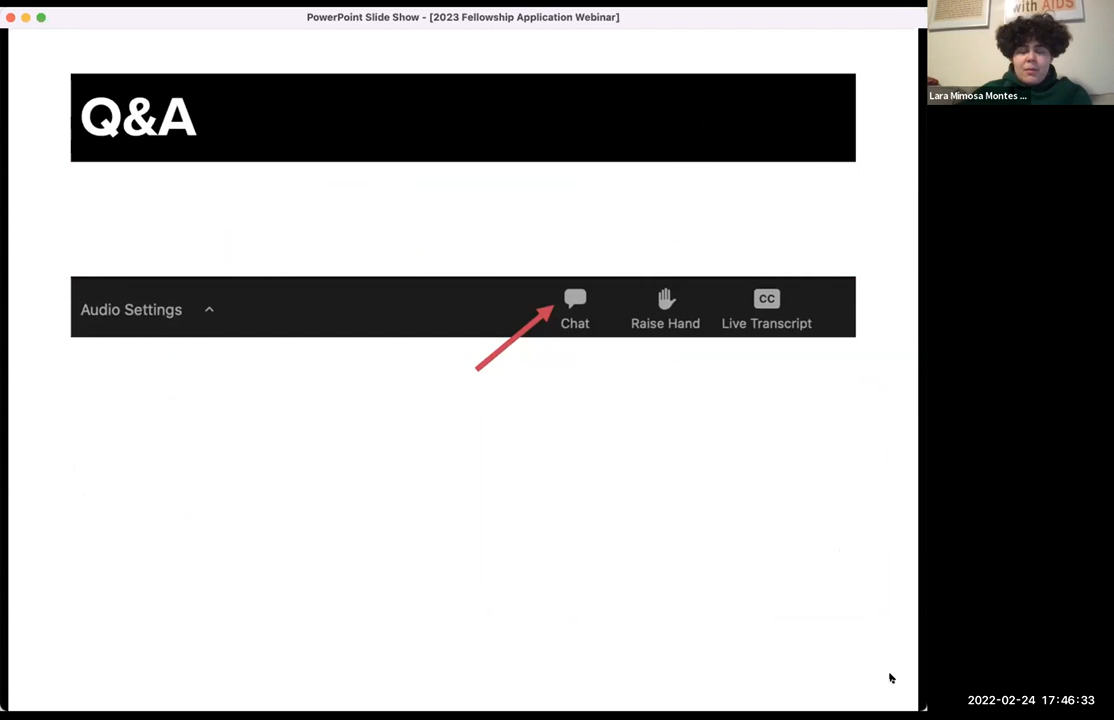 PowerPoint Slide Show - [2023 Fellowship Application Webinar]
with AIDS
Lara Mimosa Montes ...
Q&A
Audio Settings
Chat
Raise Hand
CC
Live Transcript
2022-02-24 17:46:33